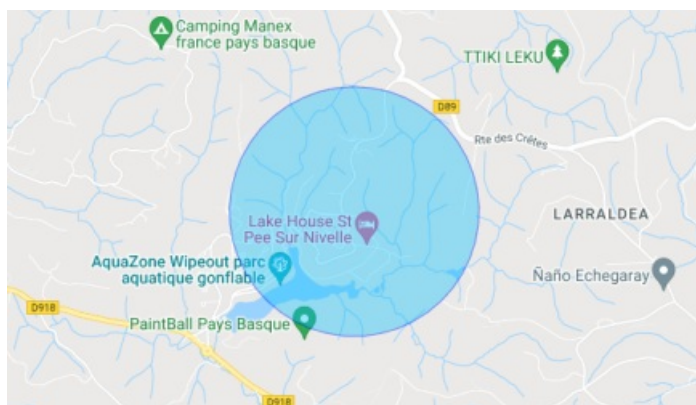 Camping Manex
france pays basque
TTIKI LEKU
D89
Rte des Crêtes
Lake House St
Pee Sur Nivelle
LARRALDEA
AquaZone Wipeout parc
aquatique gonflable
Ñaño Echegaray
D918
PaintBall Pays Basque
D918